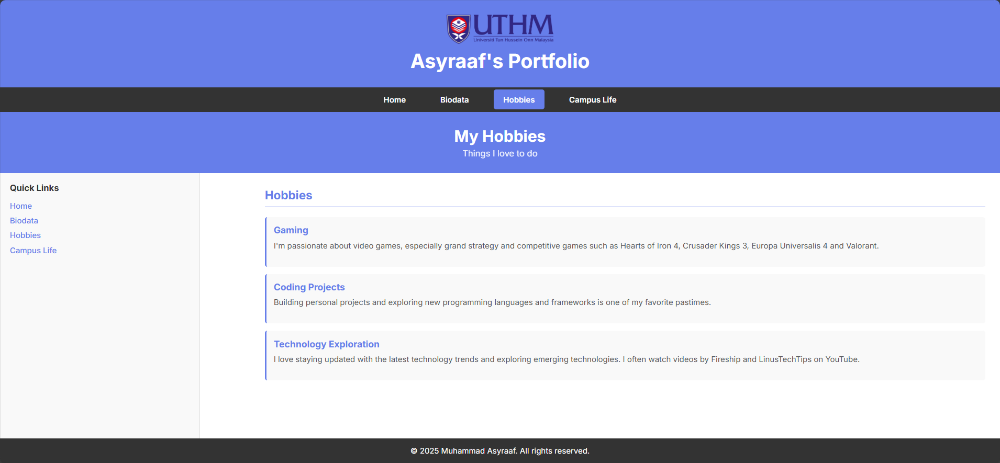 UTHM
Universiti Tun Hussein Onn Malaysia
Asyraaf's Portfolio
Home Biodata Hobbies Campus Life
My Hobbies
Things I love to do
Quick Links
Home
Biodata
Hobbies
Campus Life
Hobbies
Gaming
I'm passionate about video games, especially grand strategy and competitive games such as Hearts of Iron 4, Crusader Kings 3, Europa Universalis 4 and Valorant.
Coding Projects
Building personal projects and exploring new programming languages and frameworks is one of my favorite pastimes.
Technology Exploration
I love staying updated with the latest technology trends and exploring emerging technologies. I often watch videos by Fireship and LinusTechTips on YouTube.
© 2025 Muhammad Asyraaf. All rights reserved.